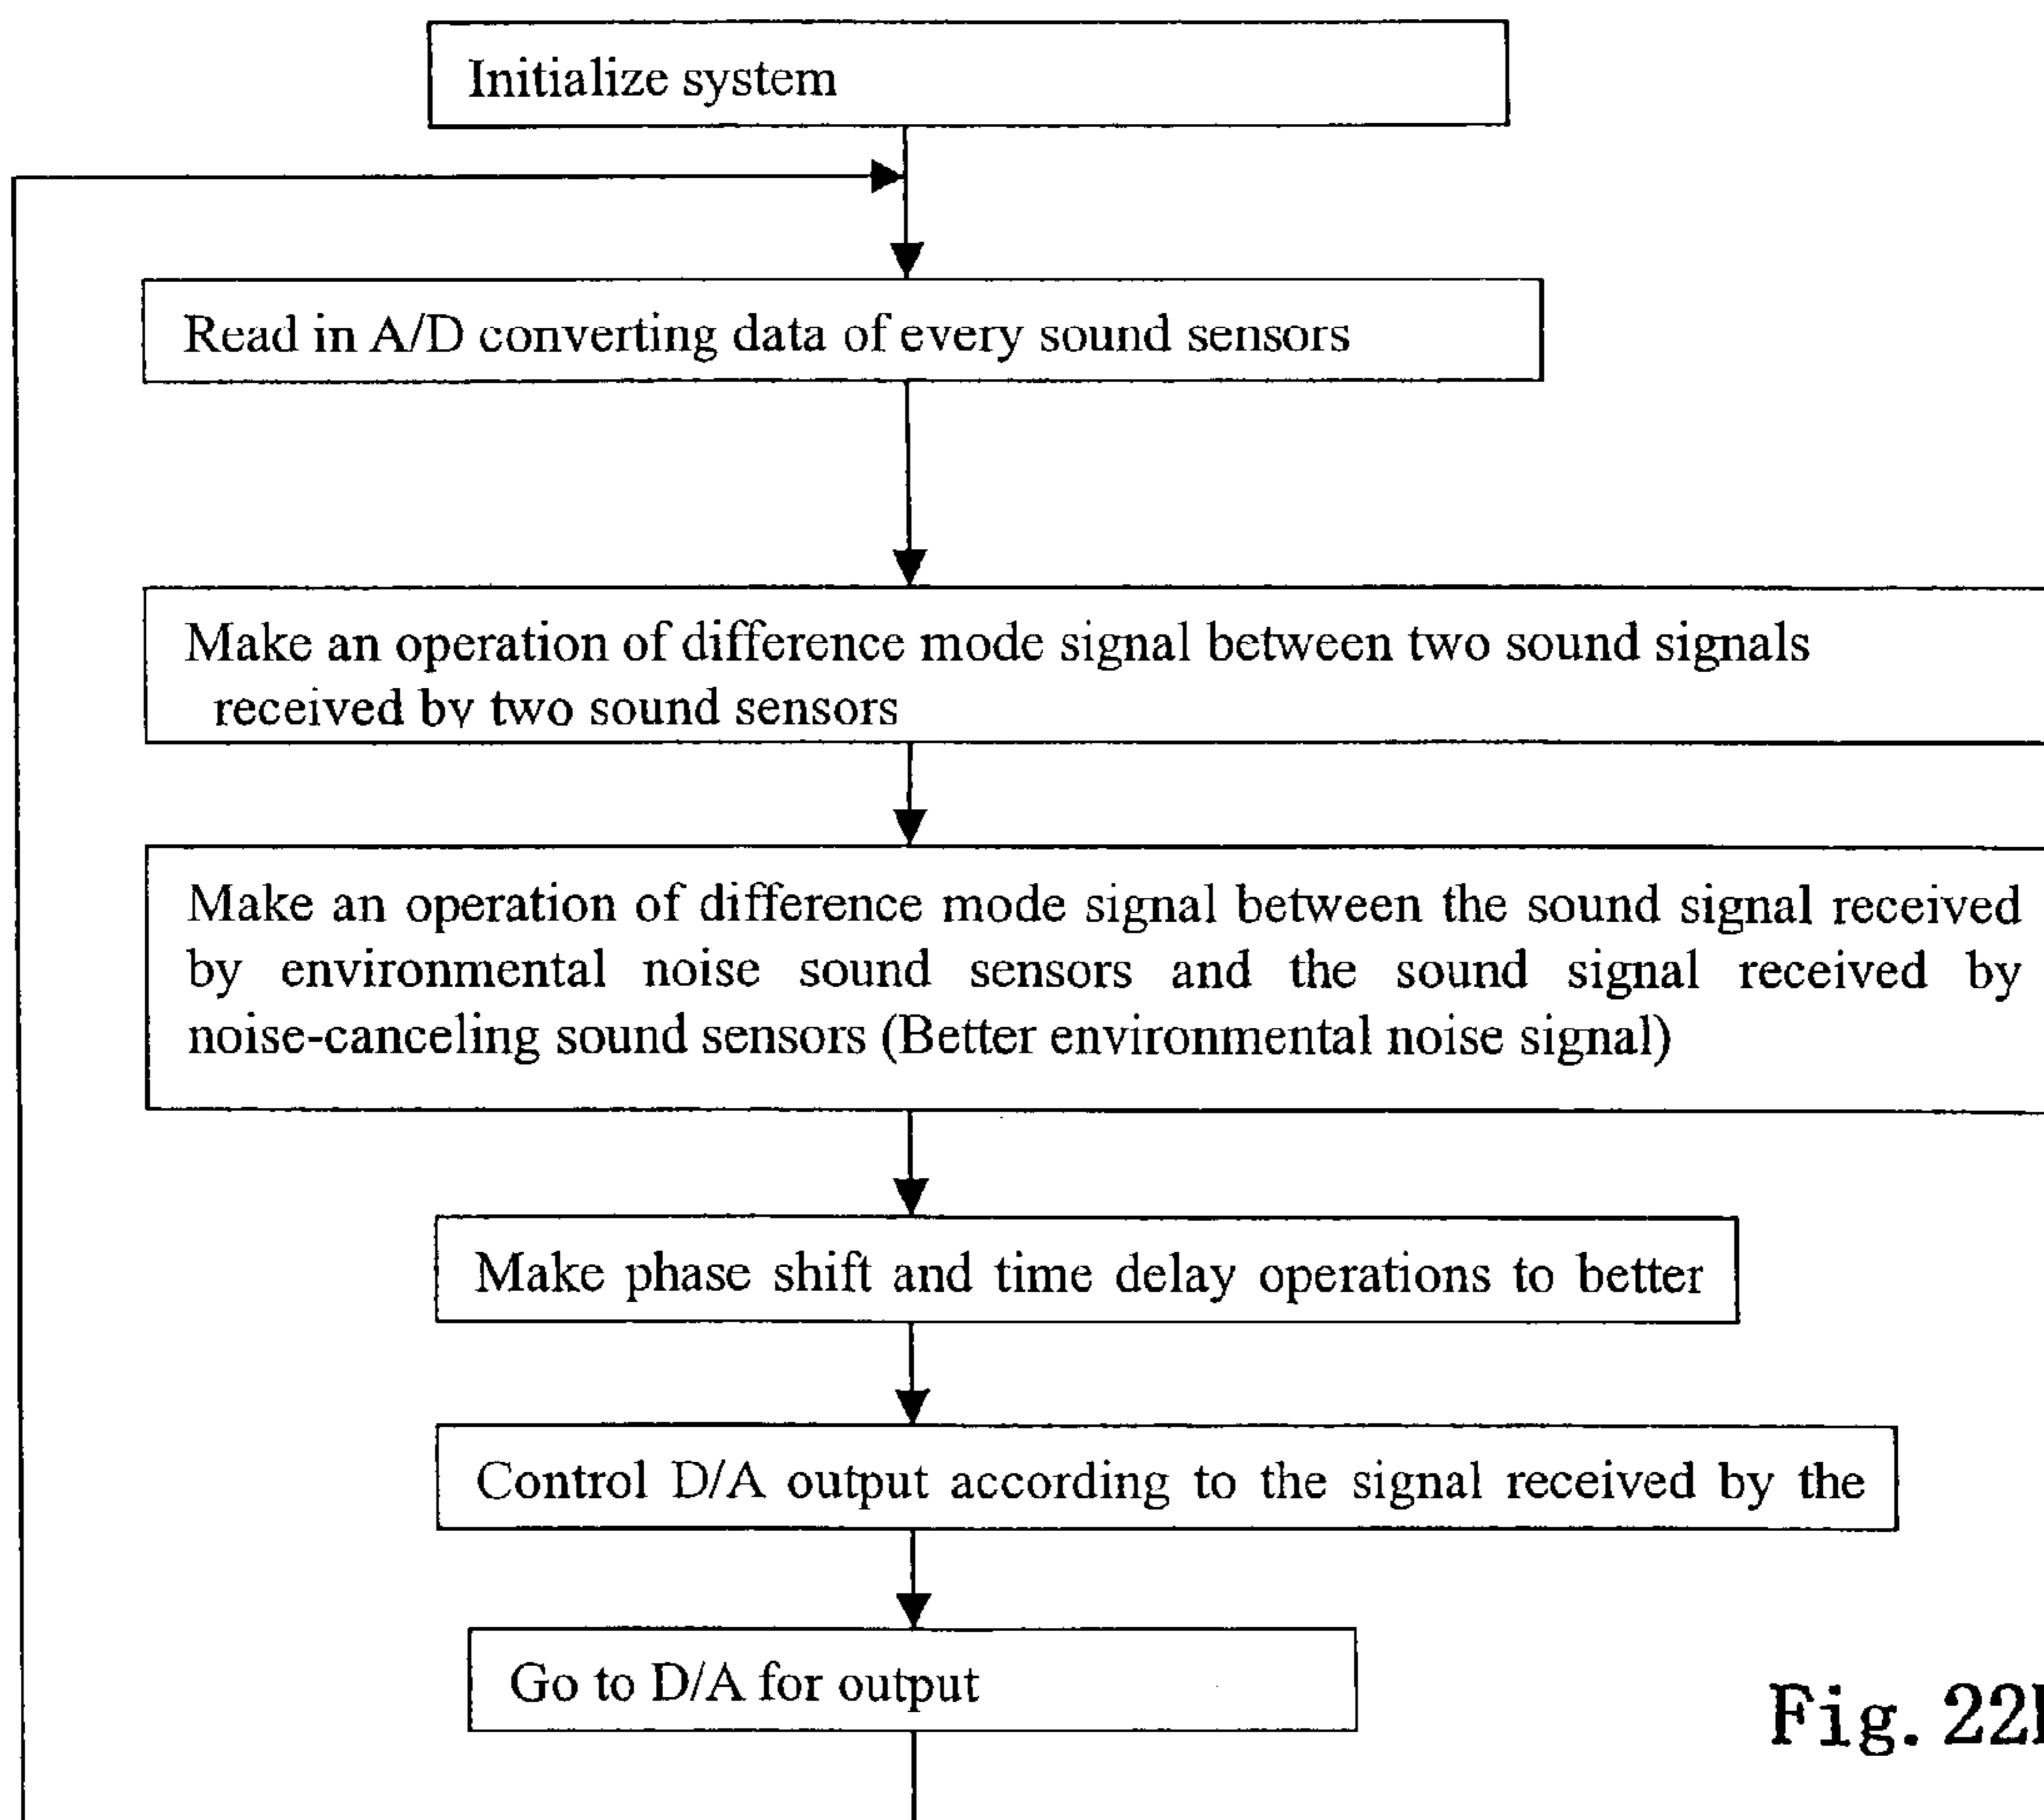 Initialize system
Read in A/D converting data of every sound sensors
Make an operation of difference mode signal between two sound signals
received by two sound sensors
Make an operation of difference mode signal between the sound signal received
by environmental noise sound sensors and the sound signal received by
noise-canceling sound sensors (Better environmental noise signal)
Make phase shift and time delay operations to better
Control D/A output according to the signal received by the
Go to D/A for output
Fig. 22